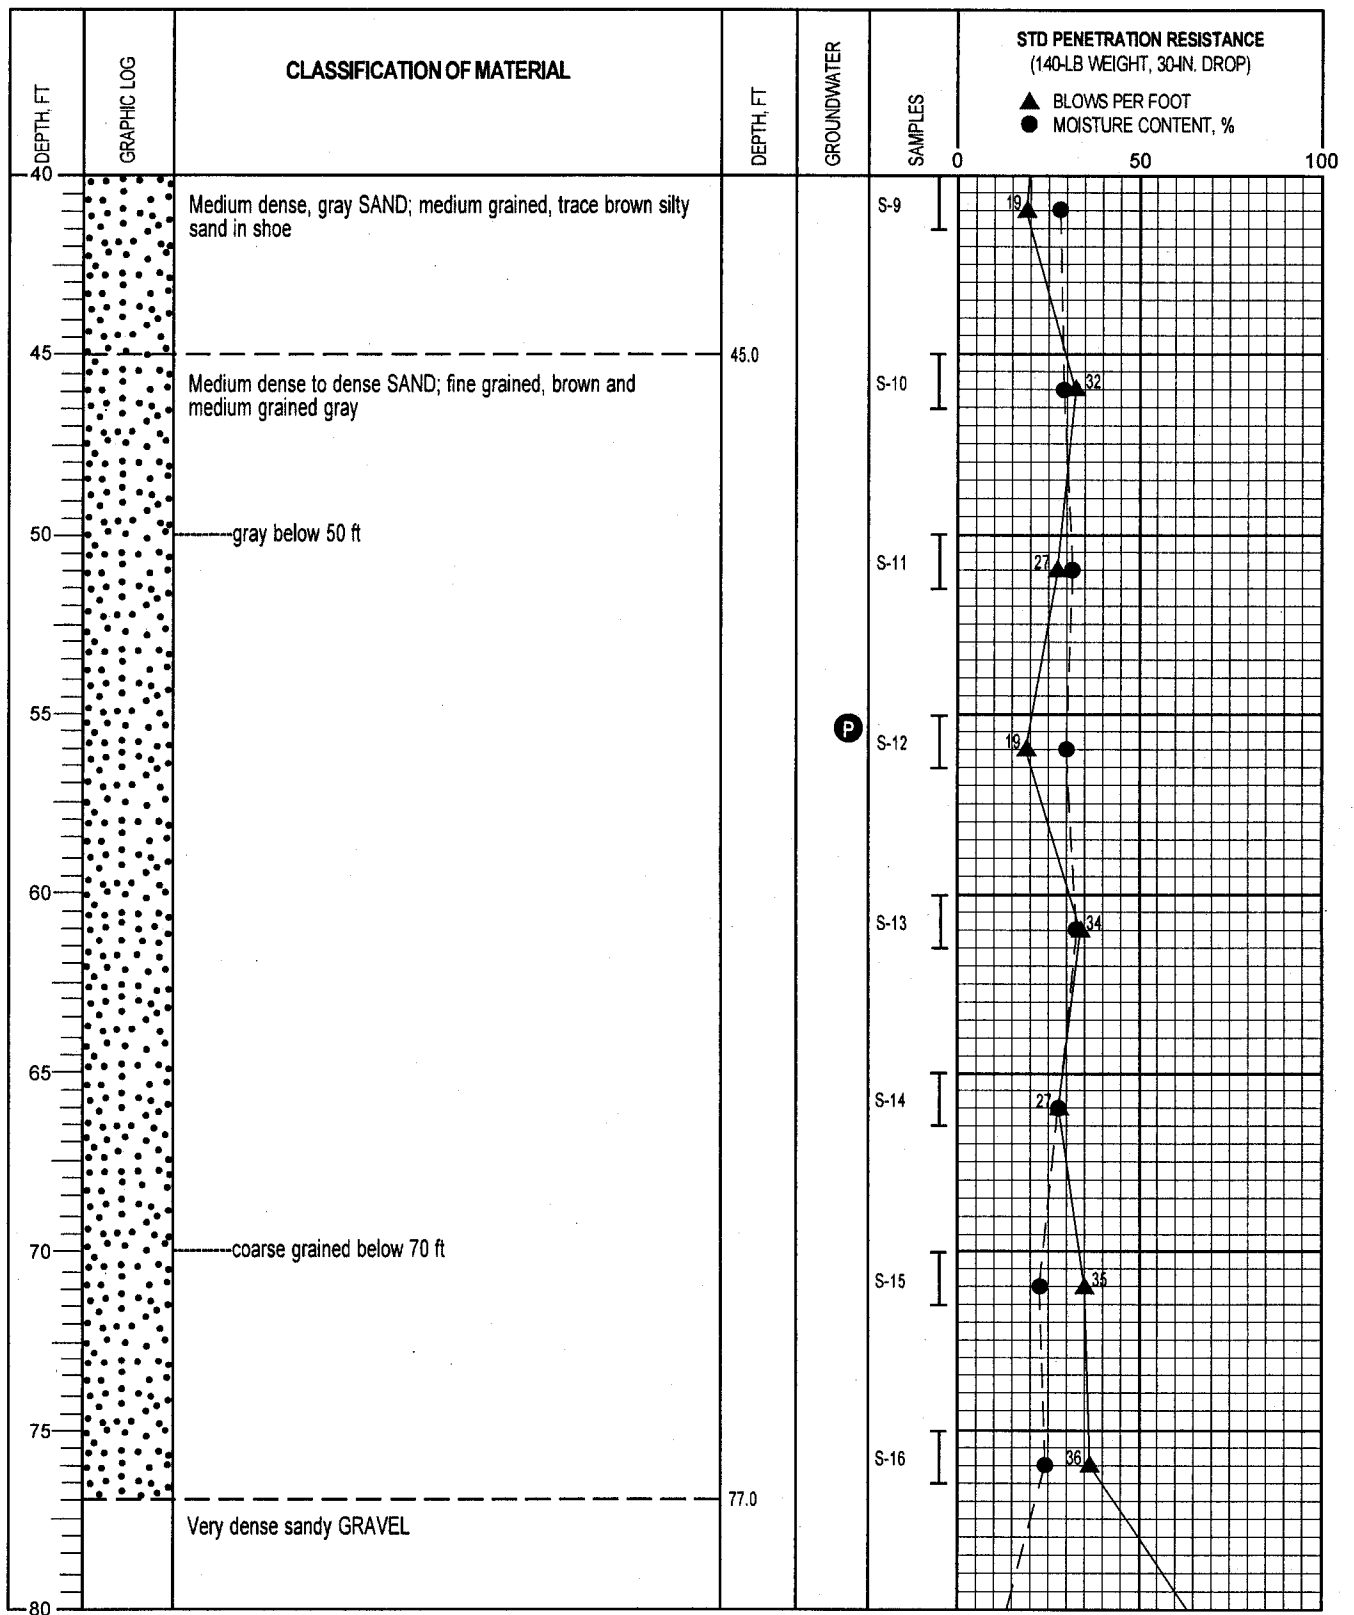 DEPTH, FT
GRAPHIC LOG
CLASSIFICATION OF MATERIAL
DEPTH, FT
GROUNDWATER
SAMPLES
STD PENETRATION RESISTANCE
(140-LB WEIGHT, 30-IN. DROP)
▲ BLOWS PER FOOT
● MOISTURE CONTENT, %
0 50 100
40
Medium dense, gray SAND; medium grained, trace brown silty
sand in shoe
S-9
19
45
45.0
Medium dense to dense SAND; fine grained, brown and
medium grained gray
S-10
32
50
gray below 50 ft
S-11
27
55
P
S-12
19
60
S-13
34
65
S-14
27
70
coarse grained below 70 ft
S-15
35
75
S-16
36
77.0
Very dense sandy GRAVEL
80